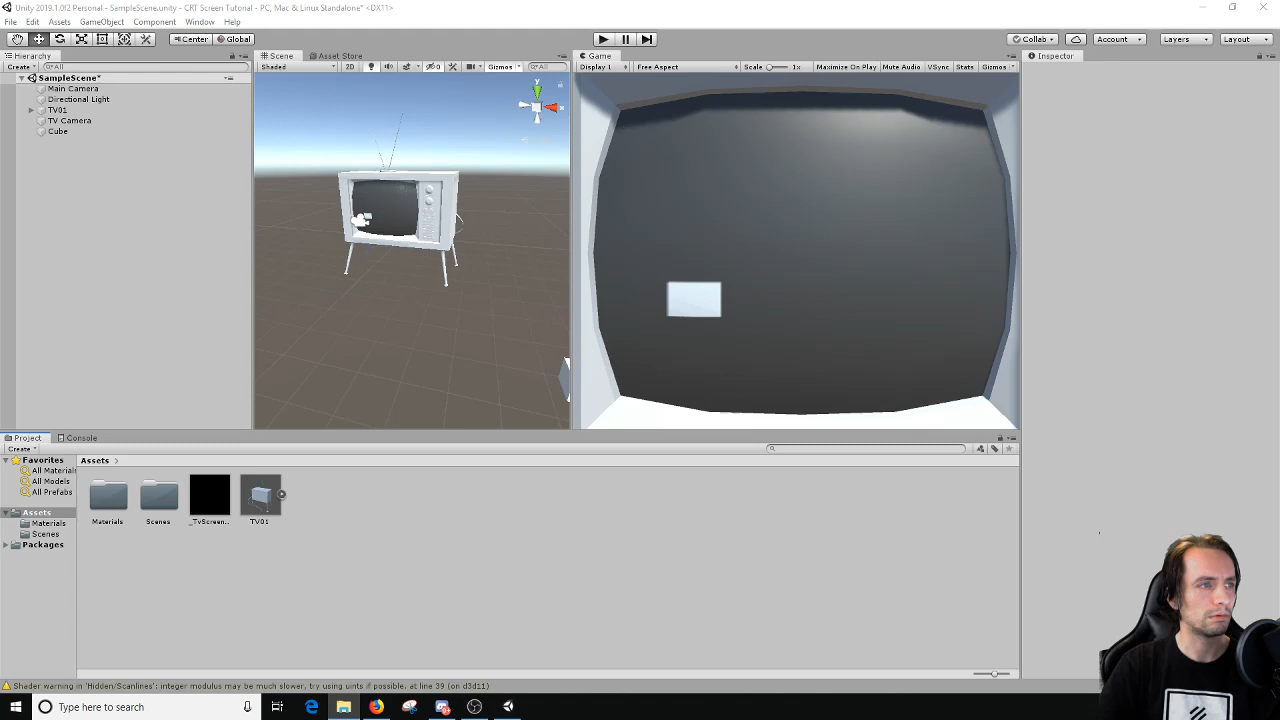 Unity 2019.1.0f2 Personal - SampleScene.unity - CRT Screen Tutorial - PC, Mac & Linux Standalone* <DX11>
File Edit Assets GameObject Component Window Help
Center Global Collab Account Layers Layout
Hierarchy Scene Asset Store Game Inspector
Create All Shaded 2D 0 Gizmos All Display 1 Free Aspect Scale 1x Maximize On Play Mute Audio VSync Stats Gizmos
SampleScene*
Main Camera
Directional Light
TV01
TV Camera
Cube
y
Project Console
Create
Favorites
All Materials
All Models
All Prefabs
Assets
Materials
Scenes
Packages
Assets
Materials Scenes _TvScreen... TV01
Shader warning in 'Hidden/Scanlines': integer modulus may be much slower, try using uints if possible. at line 39 (on d3d11)
Type here to search